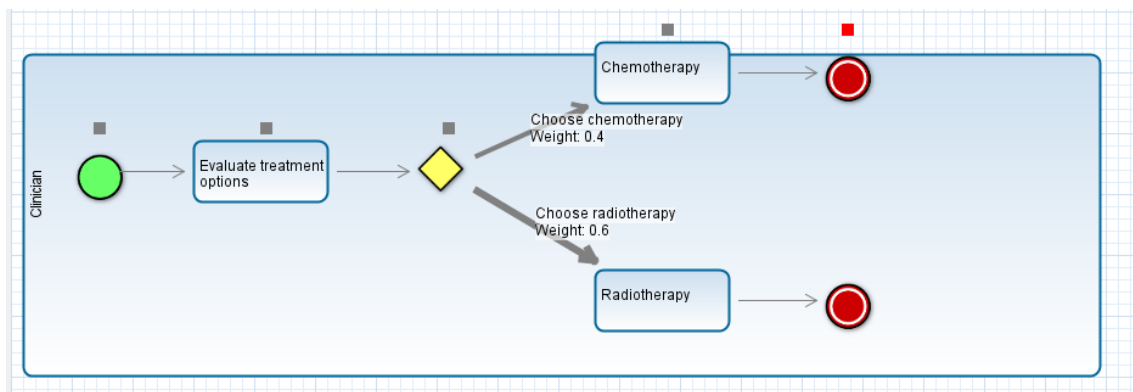 Clinician
Evaluate treatment
options
Chemotherapy
Choose chemotherapy
Weight: 0.4
Choose radiotherapy
Weight: 0.6
Radiotherapy